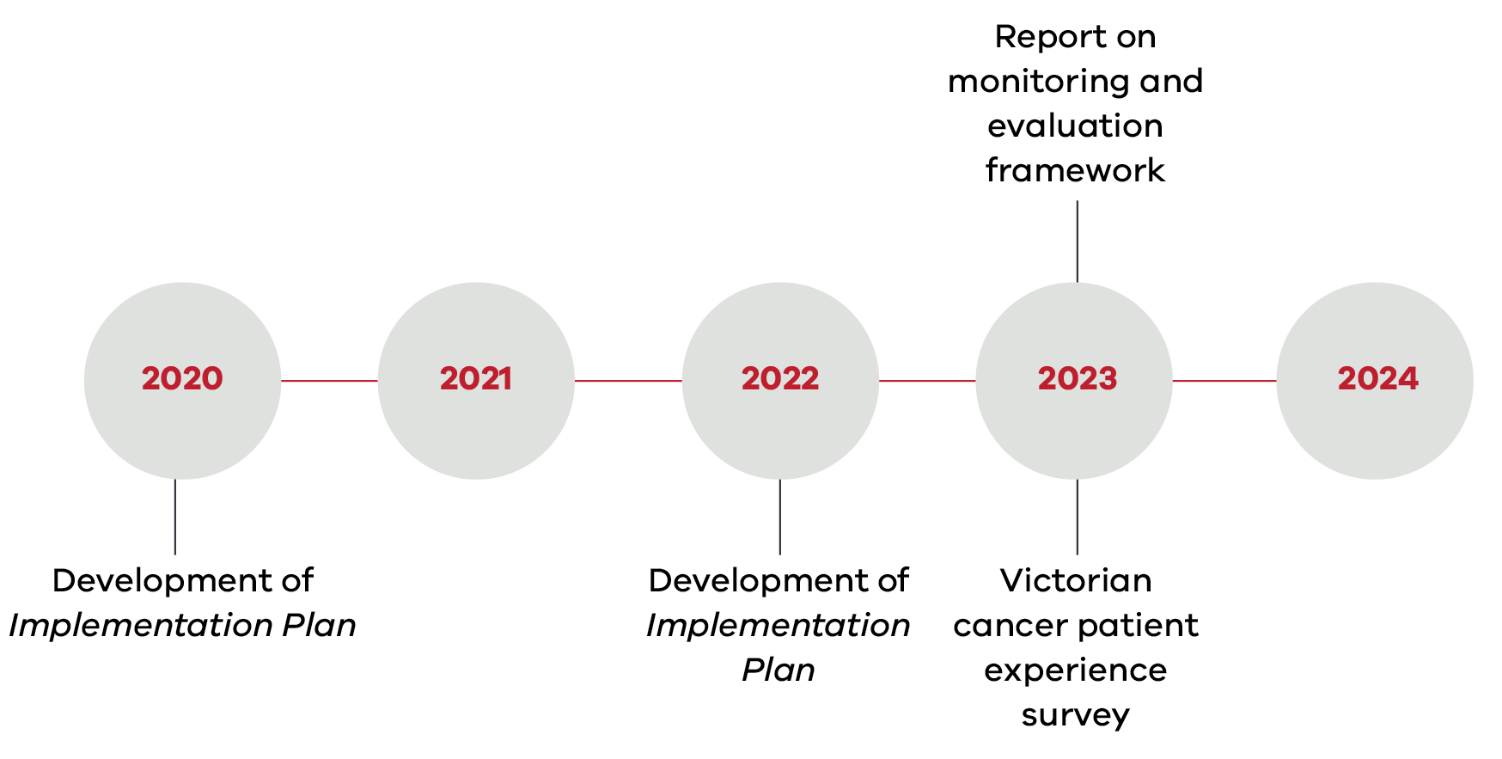 Report on
monitoring and
evaluation
framework
2020
2021
2022
2023
2024
Development of
Implementation Plan
Development of
Implementation
Plan
Victorian
cancer patient
experience
survey